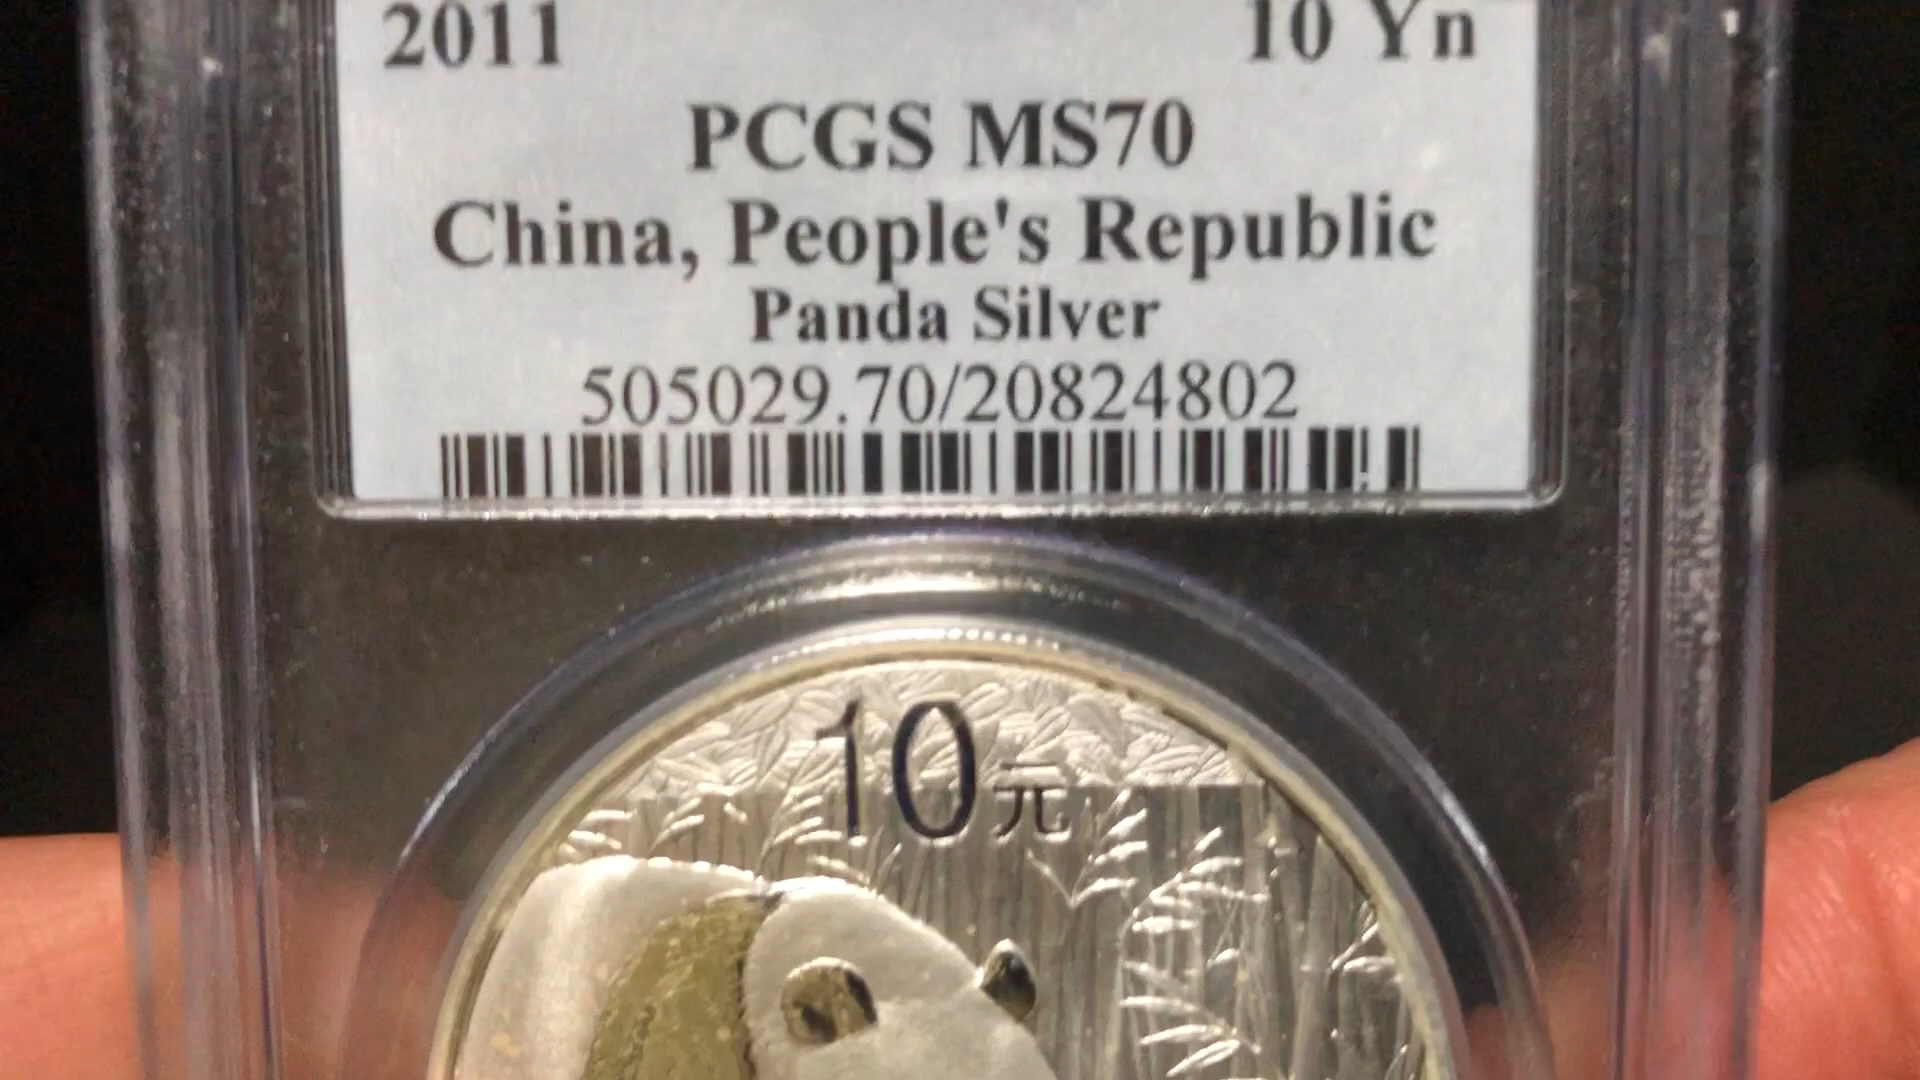 2011 10 Yn
PCGS MS70
China, People's Republic
Panda Silver
505029.70/20824802
10元